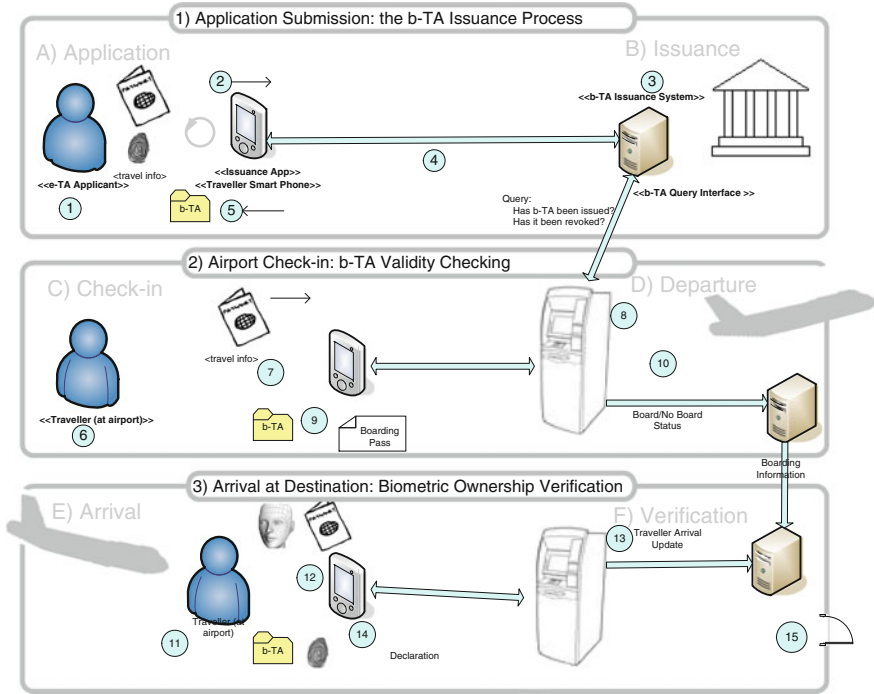 1) Application Submission: the b-TA Issuance Process
A) Application
B) Issuance
2
3
<<b-TA Issuance System>>
4
<<Issuance App>>
<<Traveller Smart Phone>>
<travel info>
<<e-TA Applicant>>
1
b-TA
5
<<b-TA Query Interface >>
Query:
Has b-TA been issued?
Has it been revoked?
2) Airport Check-in: b-TA Validity Checking
C) Check-in
D) Departure
8
<travel info>
7
10
<<Traveller (at airport)>>
6
b-TA
9
Boarding
Pass
Board/No Board
Status
Boarding
Information
3) Arrival at Destination: Biometric Ownership Verification
E) Arrival
F) Verification
13
Traveller Arrival
Update
12
Traveller (at
airport)
11
b-TA
14
Declaration
15